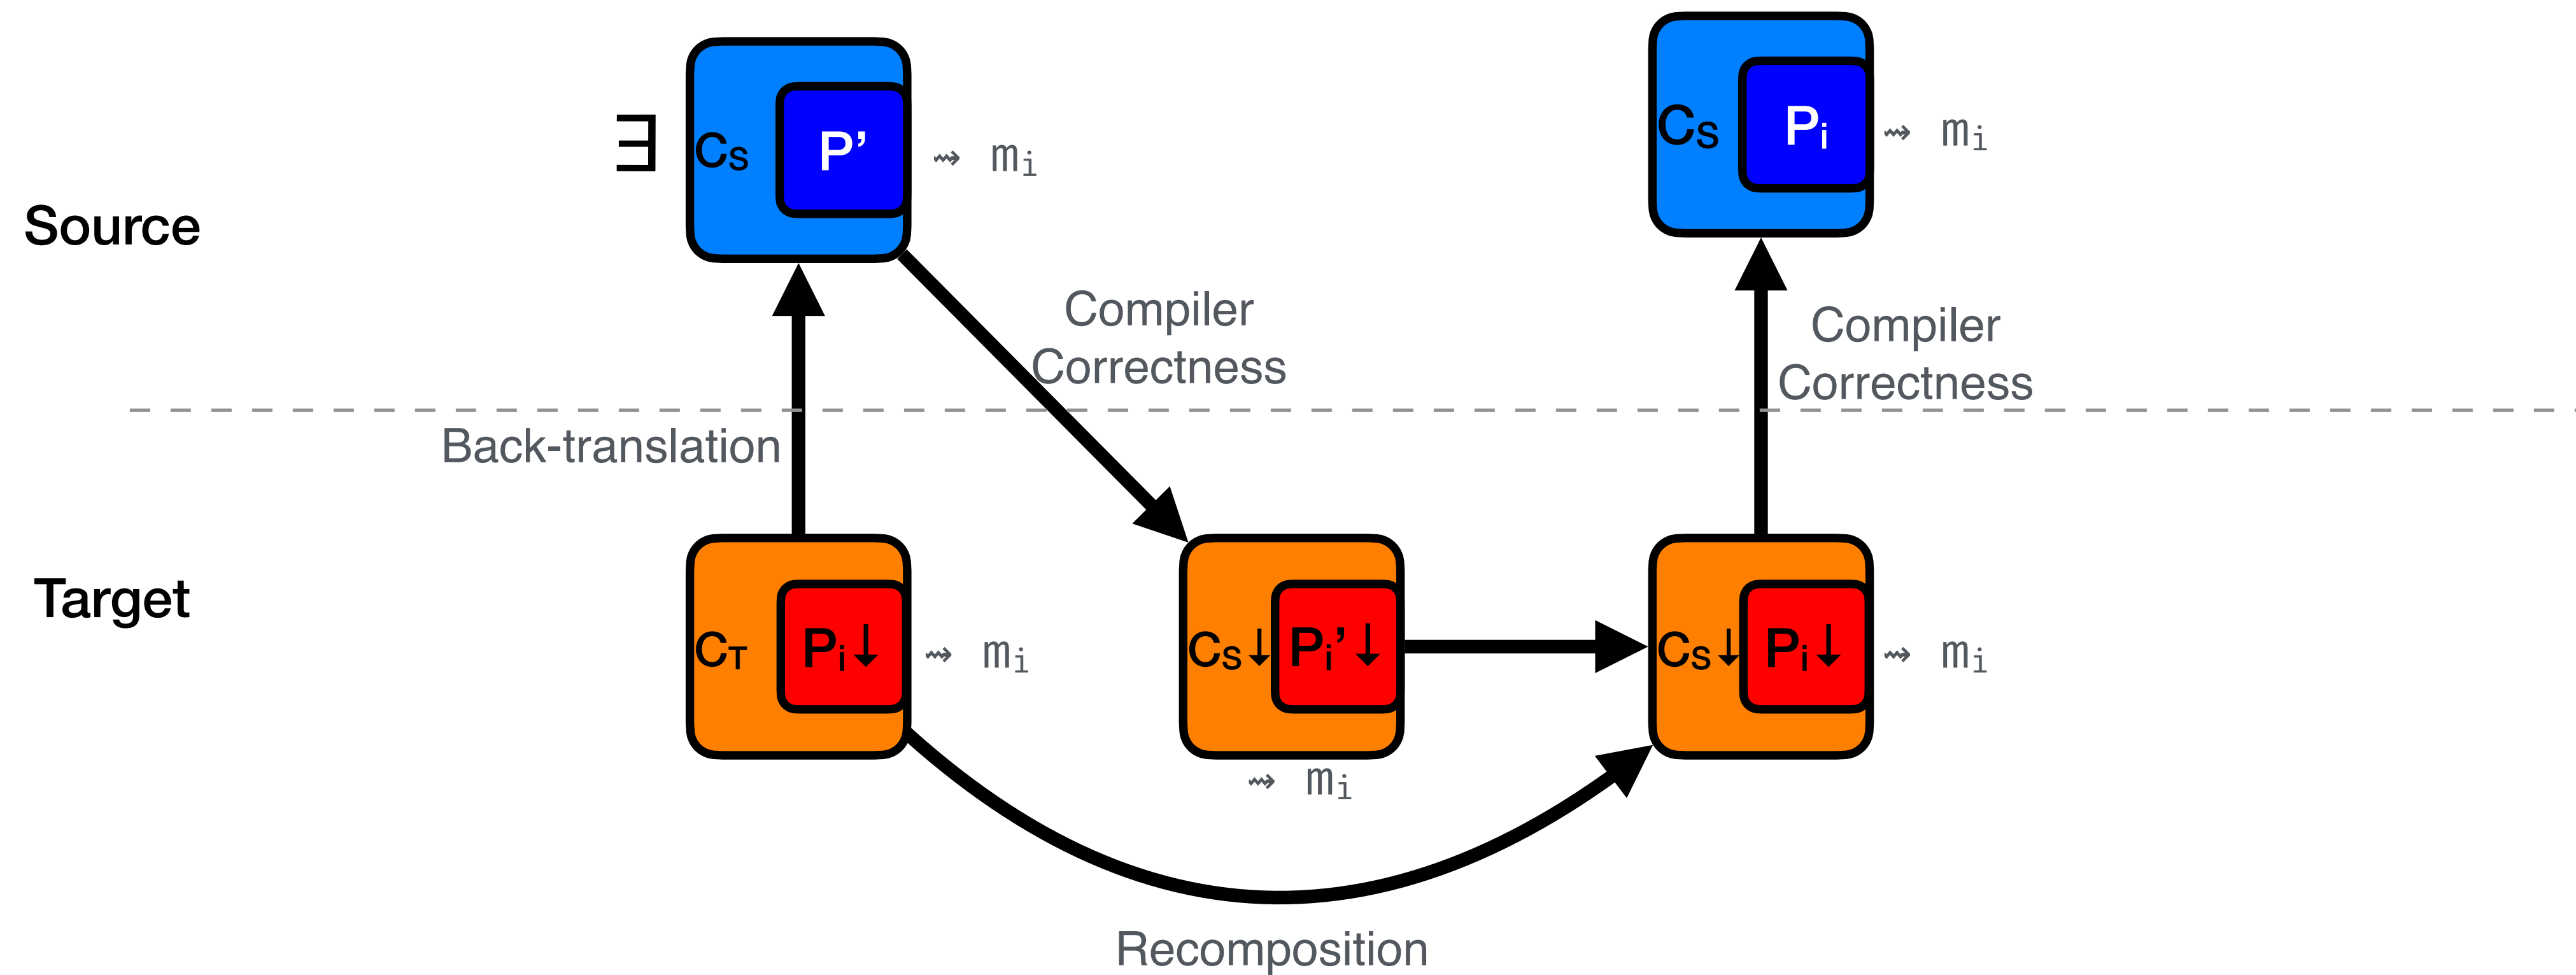 ∃
Cs
P’
⇝ mᵢ
Cs
Pᵢ
⇝ mᵢ
Source
Compiler
Correctness
Compiler
Correctness
Back-translation
Target
CT
Pᵢ↓
⇝ mᵢ
Cs↓
Pᵢ’↓
⇝ mᵢ
Cs↓
Pᵢ↓
⇝ mᵢ
Recomposition